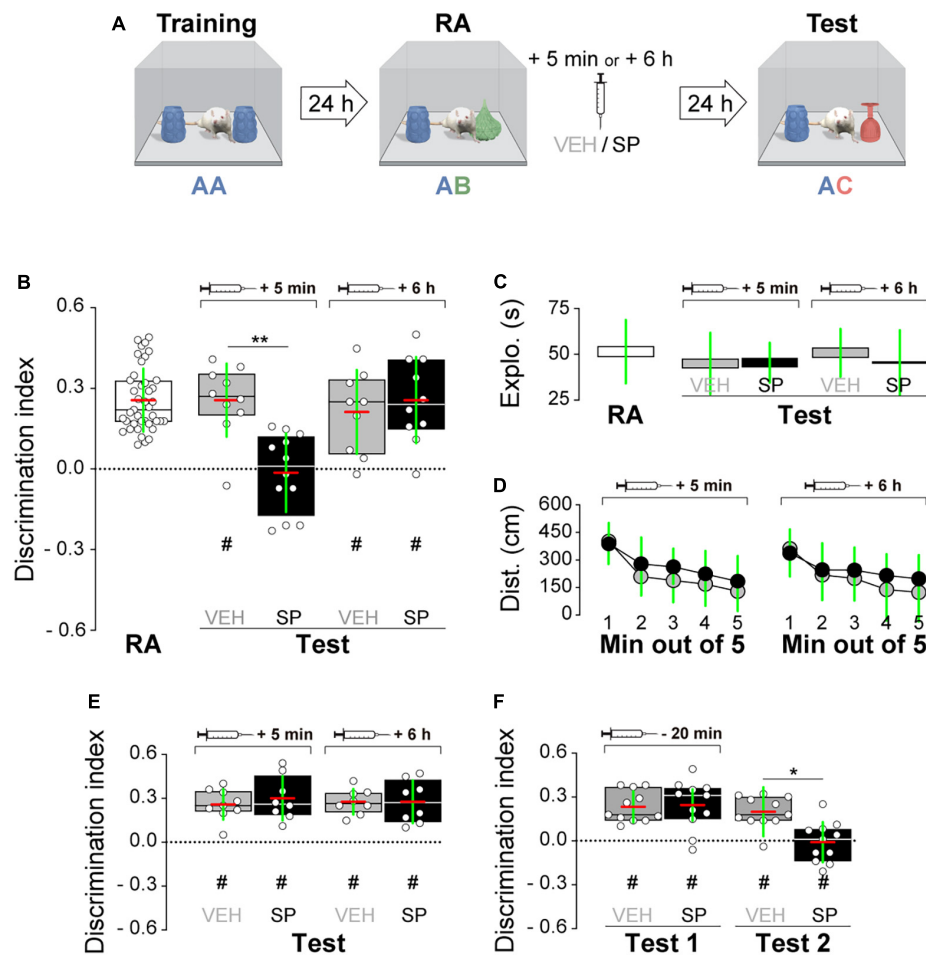 A Training RA Test
24 h + 5 min or + 6 h 24 h
VEH / SP
AA AB AC
B
+ 5 min + 6 h
Discrimination index
0.6
0.3
0.0
- 0.3
- 0.6
**
# # #
VEH SP VEH SP
RA Test
C
+ 5 min + 6 h
Explo. (s)
75
50
25
VEH SP VEH SP
RA Test
D
+ 5 min + 6 h
Dist. (cm)
600
450
300
150
0
1 2 3 4 5 1 2 3 4 5
Min out of 5 Min out of 5
E
+ 5 min + 6 h
Discrimination index
0.6
0.3
0.0
- 0.3
- 0.6
# # # #
VEH SP VEH SP
Test
F
- 20 min
Discrimination index
0.6
0.3
0.0
- 0.3
- 0.6
*
# # # #
VEH SP VEH SP
Test 1 Test 2